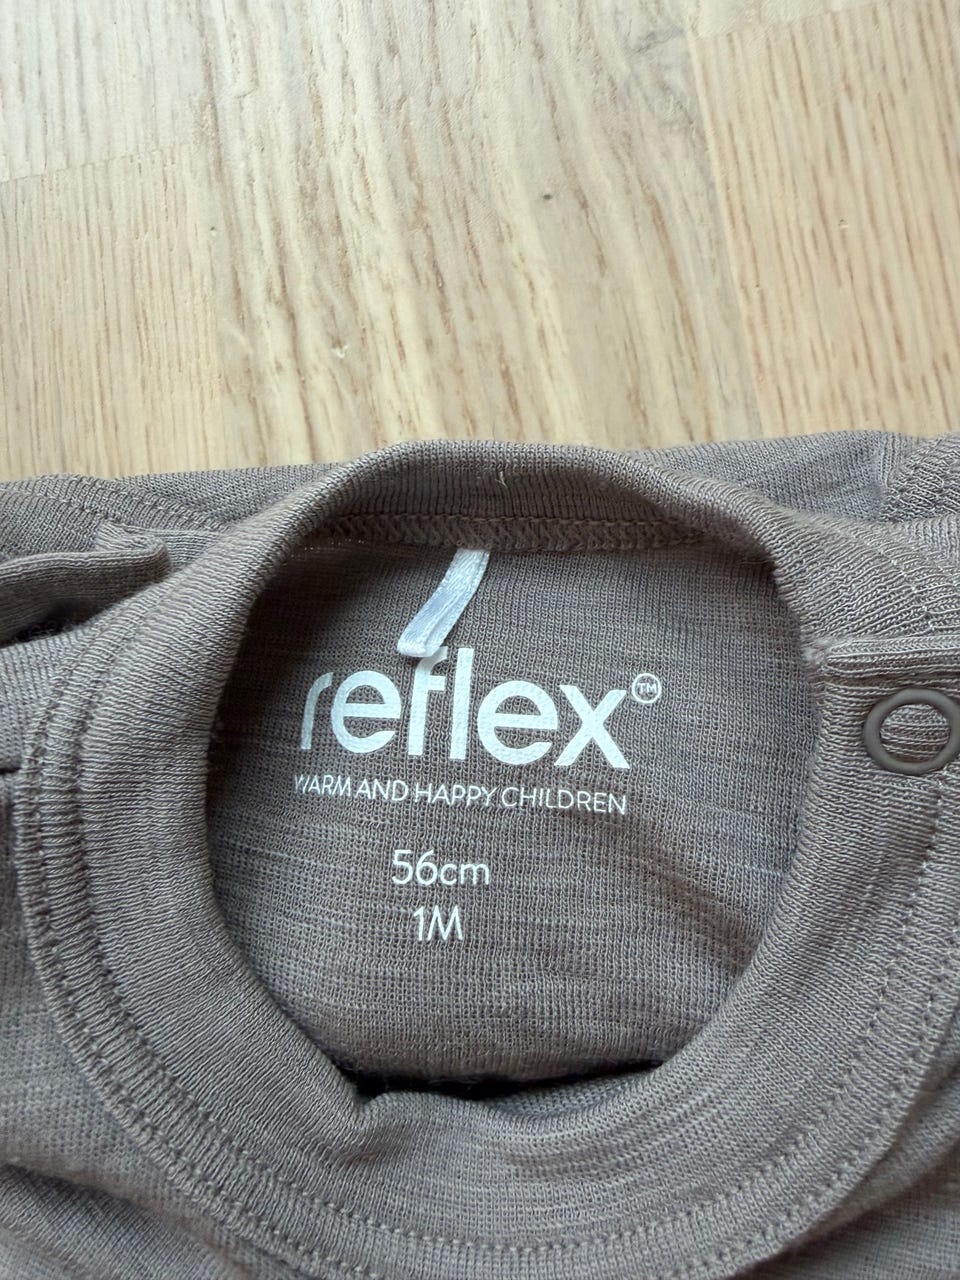 reflex™
WARM AND HAPPY CHILDREN
56cm
1M